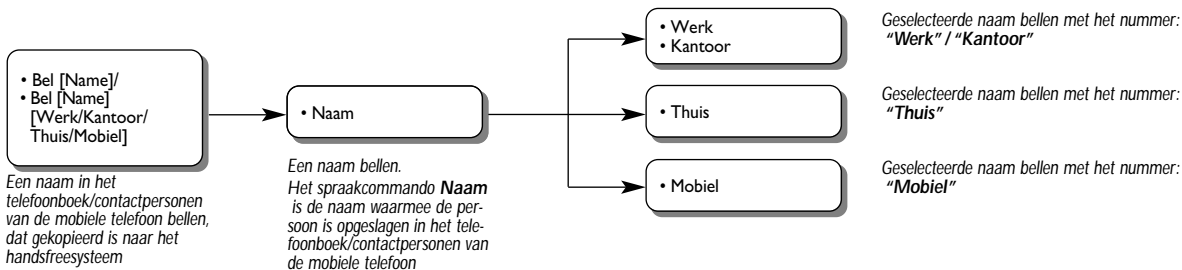 • Bel [Name]/
• Bel [Name]
[Werk/Kantoor/
Thuis/Mobiel]
Een naam in het
telefoonboek/contactpersonen
van de mobiele telefoon bellen,
dat gekopieerd is naar het
handsfreesysteem
• Naam
Een naam bellen.
Het spraakcommando Naam
is de naam waarmee de per-
soon is opgeslagen in het tele-
foonboek/contactpersonen van
de mobiele telefoon
• Werk
• Kantoor
Geselecteerde naam bellen met het nummer:
“Werk” / “Kantoor”
• Thuis
Geselecteerde naam bellen met het nummer:
“Thuis”
• Mobiel
Geselecteerde naam bellen met het nummer:
“Mobiel”